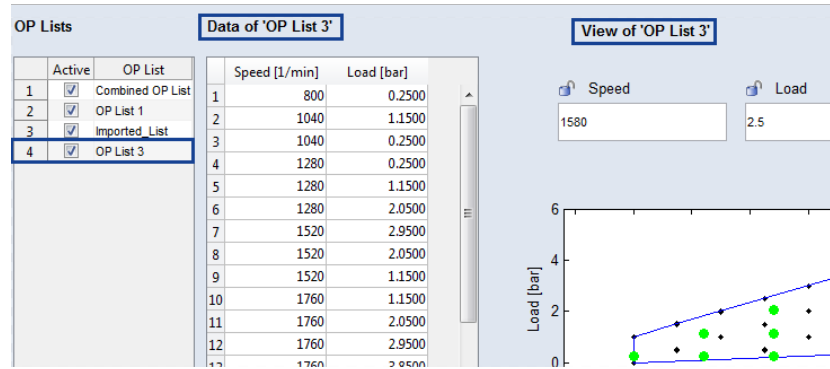 OP Lists
Active OP List
1 Combined OP List
2 OP List 1
3 Imported_List
4 OP List 3
Data of 'OP List 3'
Speed [1/min] Load [bar]
1 800 0.2500
2 1040 1.1500
3 1040 0.2500
4 1280 0.2500
5 1280 1.1500
6 1280 2.0500
7 1520 2.9500
8 1520 2.0500
9 1520 1.1500
10 1760 1.1500
11 1760 2.0500
12 1760 2.9500
13 1760 3.8500
View of 'OP List 3'
Speed Load
1580 2.5
6
4
2
0
Load [bar]